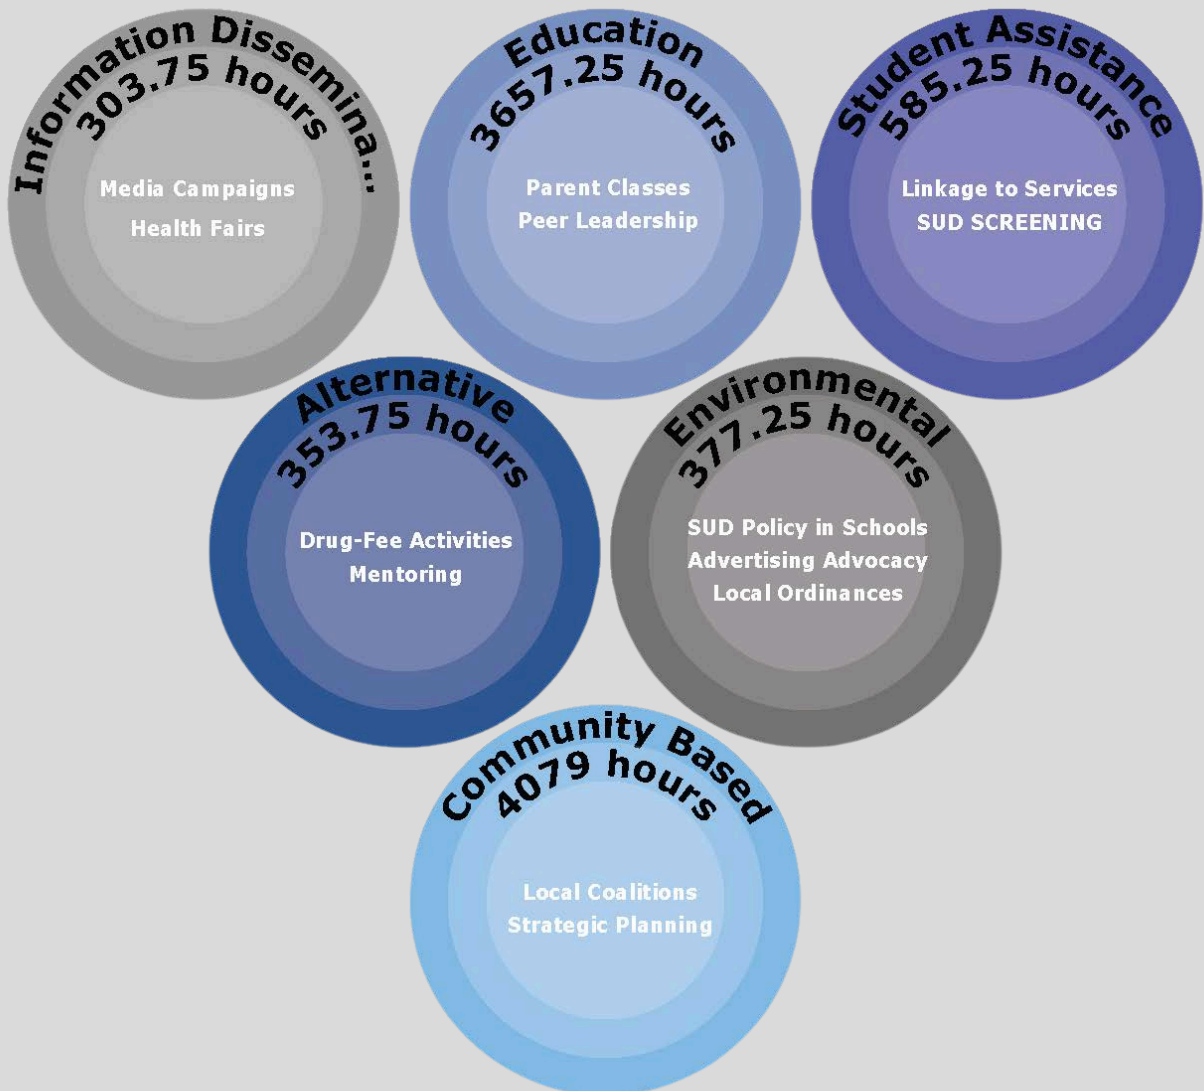 Information Dissemina...
303.75 hours
Media Campaigns
Health Fairs
Education
3657.25 hours
Parent Classes
Peer Leadership
Student Assistance
585.25 hours
Linkage to Services
SUD SCREENING
Alternative
353.75 hours
Drug-Fee Activities
Mentoring
Environmental
377.25 hours
SUD Policy in Schools
Advertising Advocacy
Local Ordinances
Community Based
4079 hours
Local Coalitions
Strategic Planning